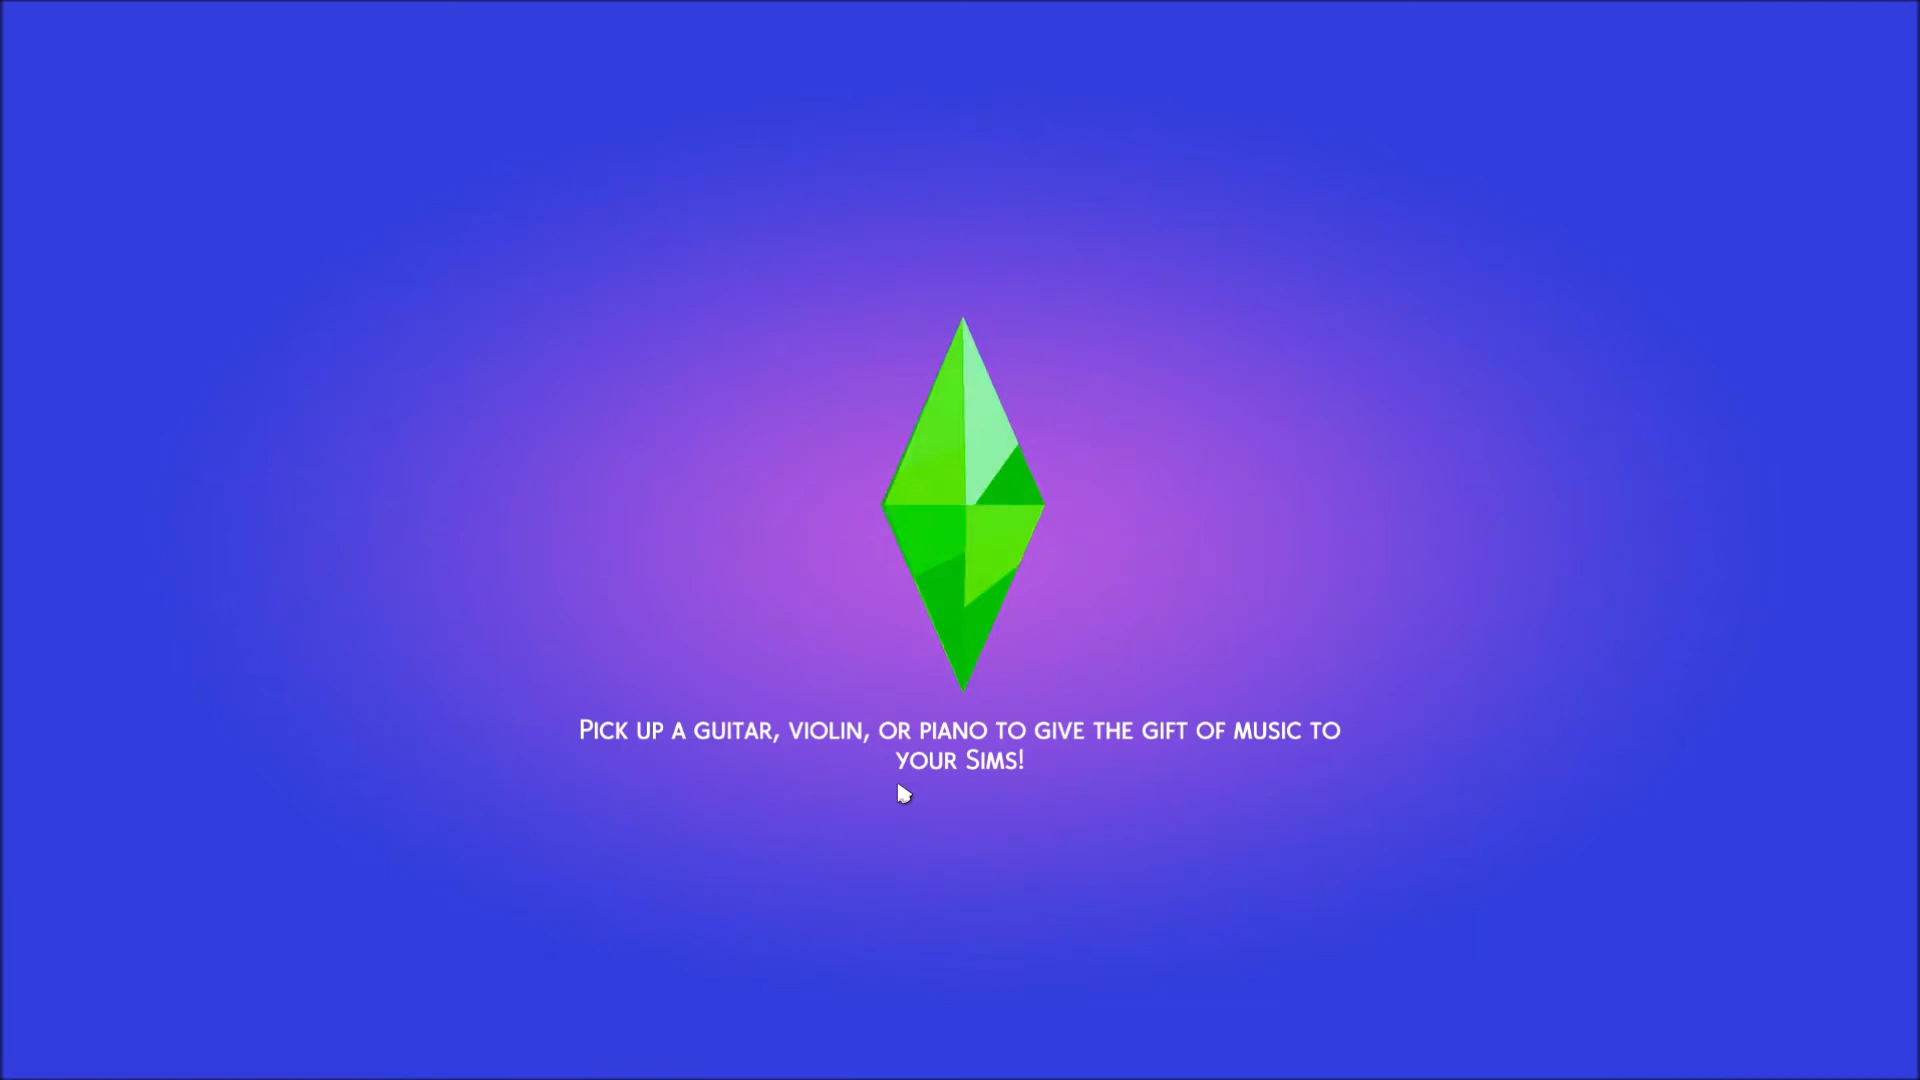 Pick up a guitar, violin, or piano to give the gift of music to
your Sims!